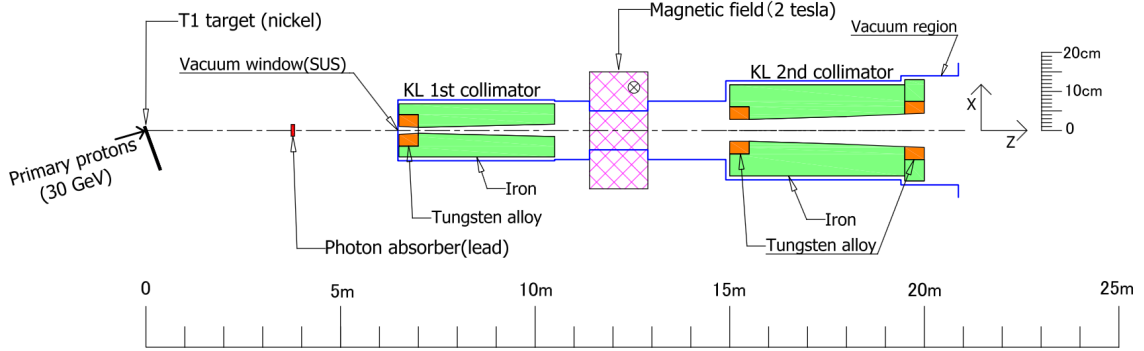 T1 target (nickel)
Magnetic field (2 tesla)
Vacuum region
Vacuum window(SUS)
KL 1st collimator
KL 2nd collimator
20cm
10cm
0
X
Z
Primary protons
(30 GeV)
Iron
Tungsten alloy
Photon absorber(lead)
Iron
Tungsten alloy
0
5m
10m
15m
20m
25m